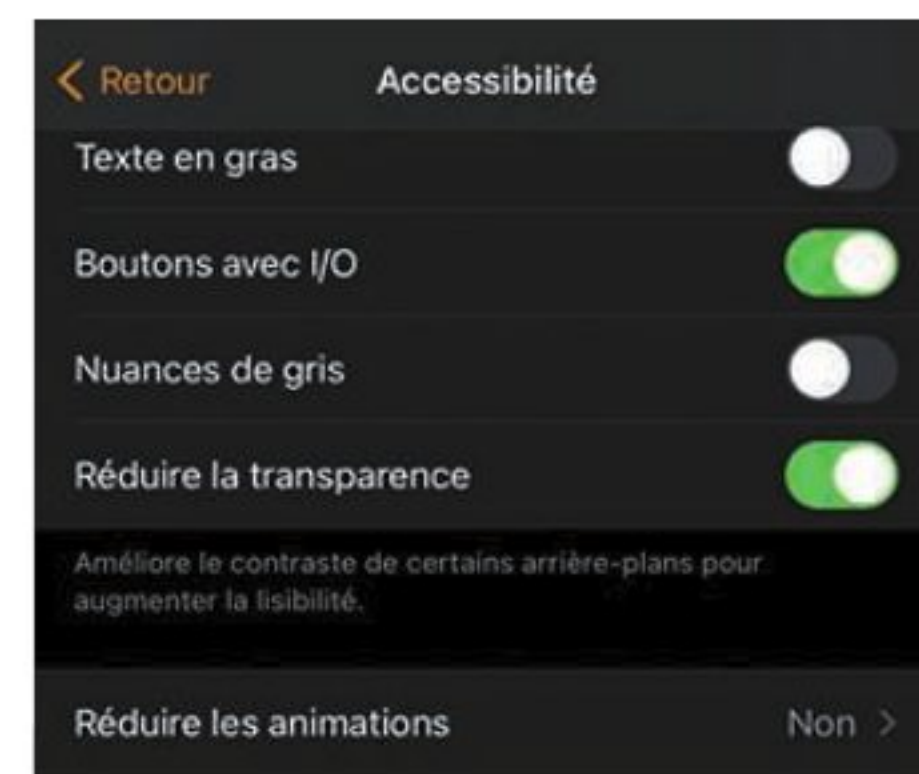 Retour
Accessibilité
Texte en gras
Boutons avec I/O
Nuances de gris
Réduire la transparence
Améliore le contraste de certains arrière-plans pour
augmenter la lisibilité.
Réduire les animations
Non